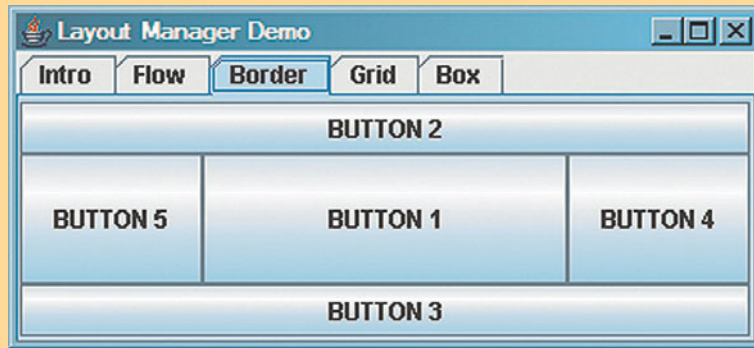 Layout Manager Demo
Intro Flow Border Grid Box
BUTTON 2
BUTTON 5 BUTTON 1 BUTTON 4
BUTTON 3